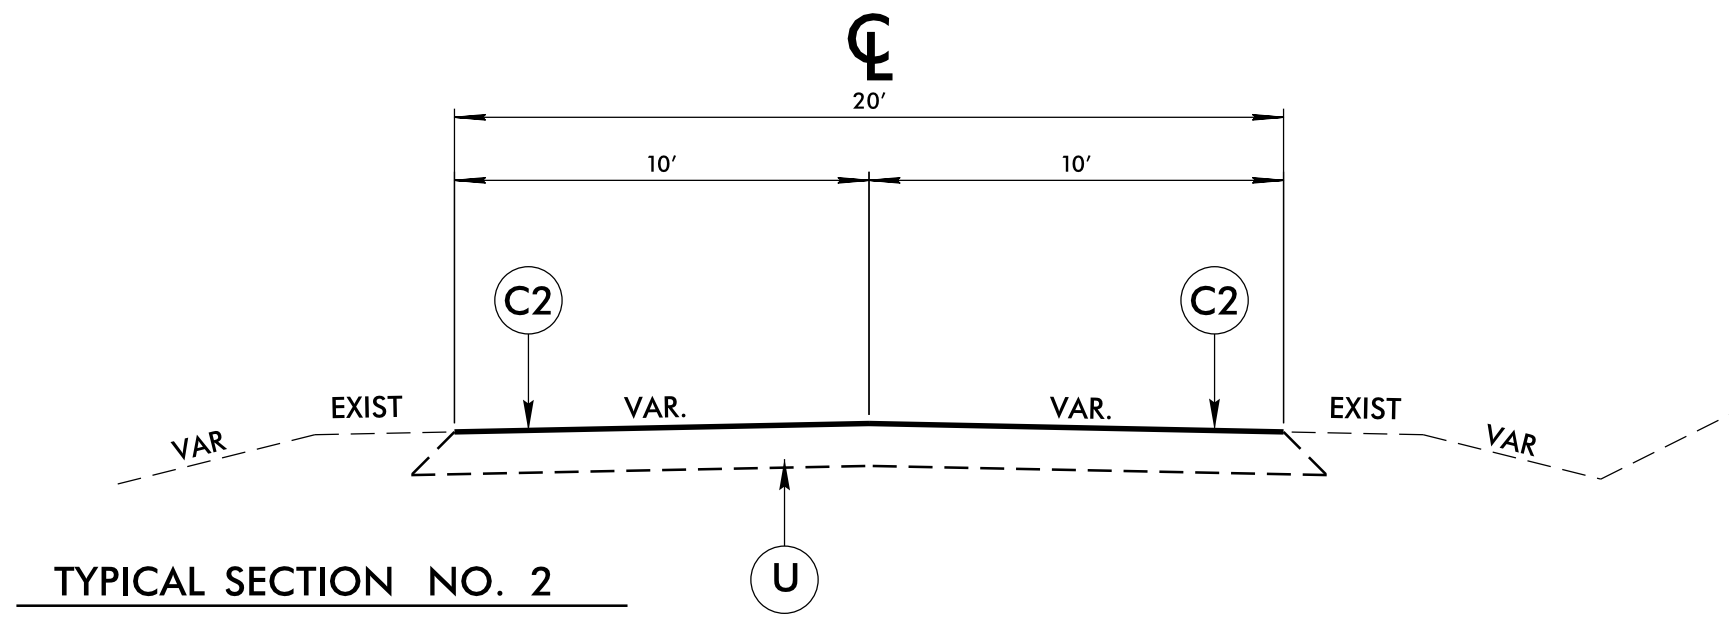 ℄
20'
10' 10'
C2 C2
EXIST VAR. VAR. EXIST
VAR VAR
U
TYPICAL SECTION NO. 2